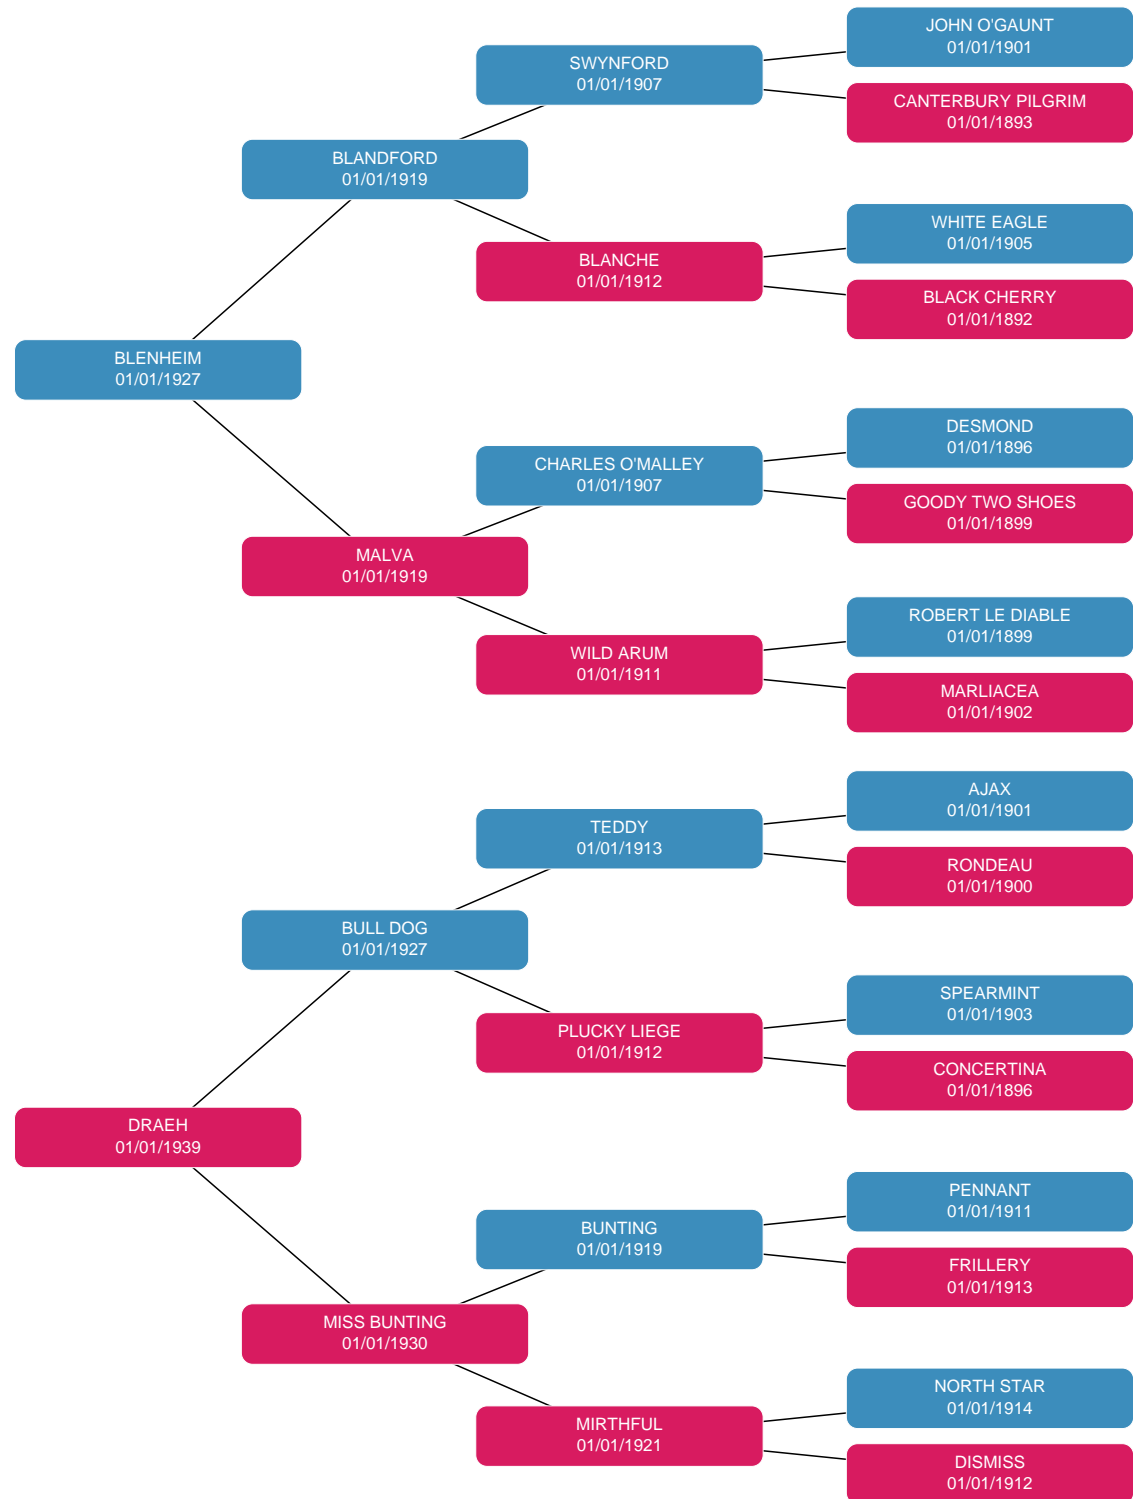 JOHN O'GAUNT
01/01/1901
SWYNFORD
01/01/1907
CANTERBURY PILGRIM
01/01/1893
BLANDFORD
01/01/1919
WHITE EAGLE
01/01/1905
BLANCHE
01/01/1912
BLACK CHERRY
01/01/1892
BLENHEIM
01/01/1927
DESMOND
01/01/1896
CHARLES O'MALLEY
01/01/1907
GOODY TWO SHOES
01/01/1899
MALVA
01/01/1919
ROBERT LE DIABLE
01/01/1899
WILD ARUM
01/01/1911
MARLIACEA
01/01/1902
AJAX
01/01/1901
TEDDY
01/01/1913
RONDEAU
01/01/1900
BULL DOG
01/01/1927
SPEARMINT
01/01/1903
PLUCKY LIEGE
01/01/1912
CONCERTINA
01/01/1896
DRAEH
01/01/1939
PENNANT
01/01/1911
BUNTING
01/01/1919
FRILLERY
01/01/1913
MISS BUNTING
01/01/1930
NORTH STAR
01/01/1914
MIRTHFUL
01/01/1921
DISMISS
01/01/1912